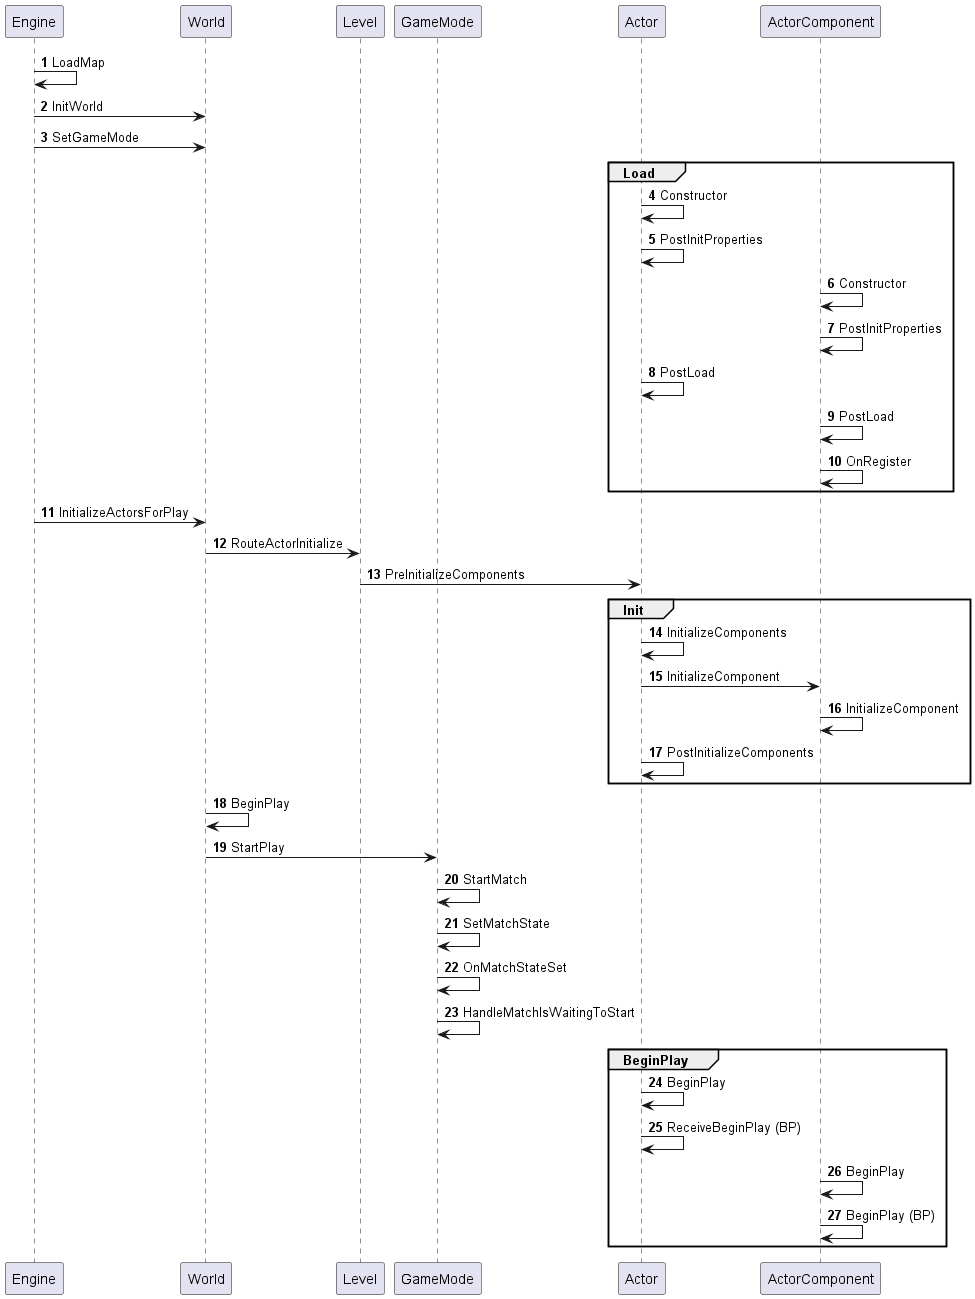 Engine World Level GameMode Actor ActorComponent
1 LoadMap
2 InitWorld
3 SetGameMode
Load
4 Constructor
5 PostInitProperties
6 Constructor
7 PostInitProperties
8 PostLoad
9 PostLoad
10 OnRegister
11 InitializeActorsForPlay
12 RouteActorInitialize
13 PreInitializeComponents
Init
14 InitializeComponents
15 InitializeComponent
16 InitializeComponent
17 PostInitializeComponents
18 BeginPlay
19 StartPlay
20 StartMatch
21 SetMatchState
22 OnMatchStateSet
23 HandleMatchIsWaitingToStart
BeginPlay
24 BeginPlay
25 ReceiveBeginPlay (BP)
26 BeginPlay
27 BeginPlay (BP)
Engine World Level GameMode Actor ActorComponent